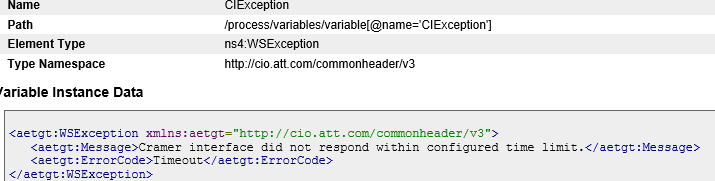 Name CIException
Path /process/variables/variable[@name='CIException']
Element Type ns4:WSException
Type Namespace http://cio.att.com/commonheader/v3
Variable Instance Data
<aetgt:WSException xmlns:aetgt="http://cio.att.com/commonheader/v3">
<aetgt:Message>Cramer interface did not respond within configured time limit.</aetgt:Message>
<aetgt:ErrorCode>Timeout</aetgt:ErrorCode>
</aetgt:WSException>